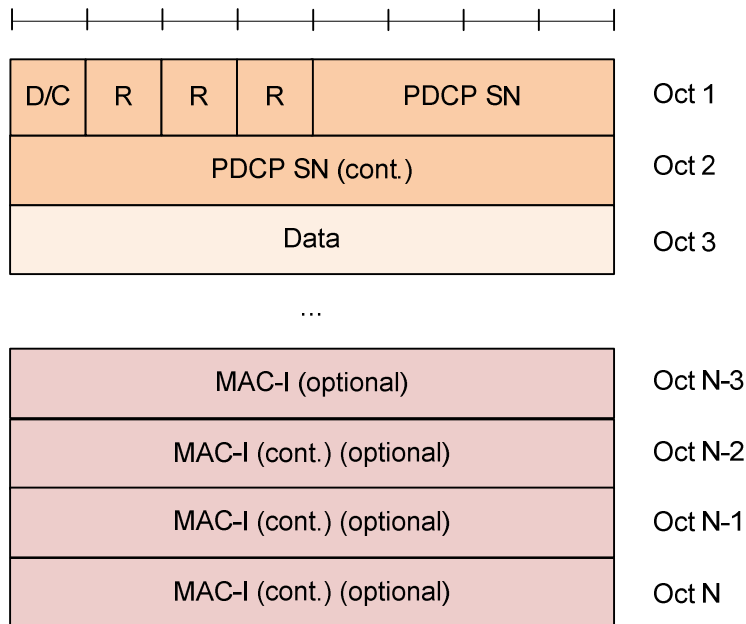 D/C R R R PDCP SN Oct 1
PDCP SN (cont.) Oct 2
Data Oct 3
...
MAC-I (optional) Oct N-3
MAC-I (cont.) (optional) Oct N-2
MAC-I (cont.) (optional) Oct N-1
MAC-I (cont.) (optional) Oct N